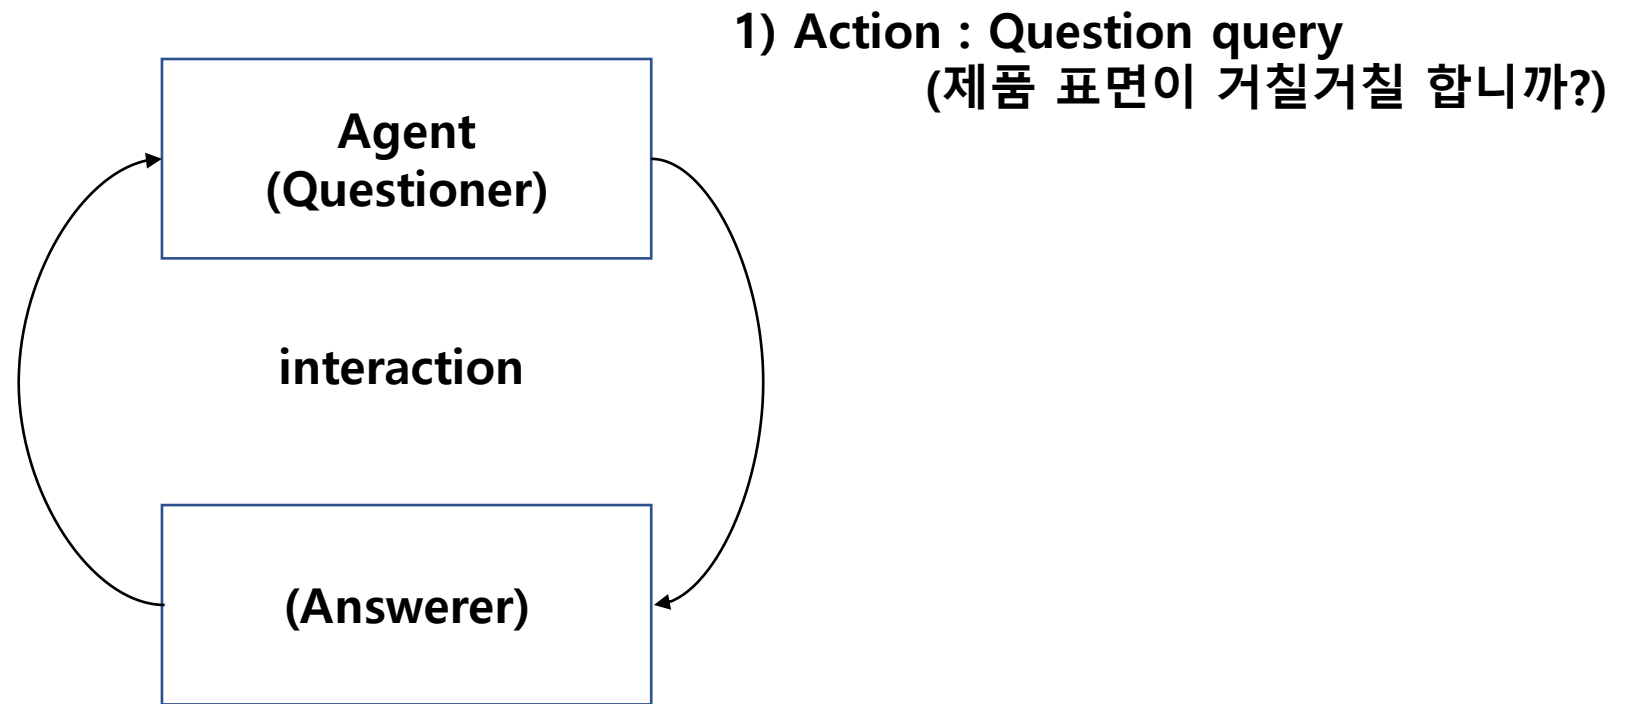 1) Action : Question query
(제품 표면이 거칠거칠 합니까?)
Agent
(Questioner)
interaction
(Answerer)